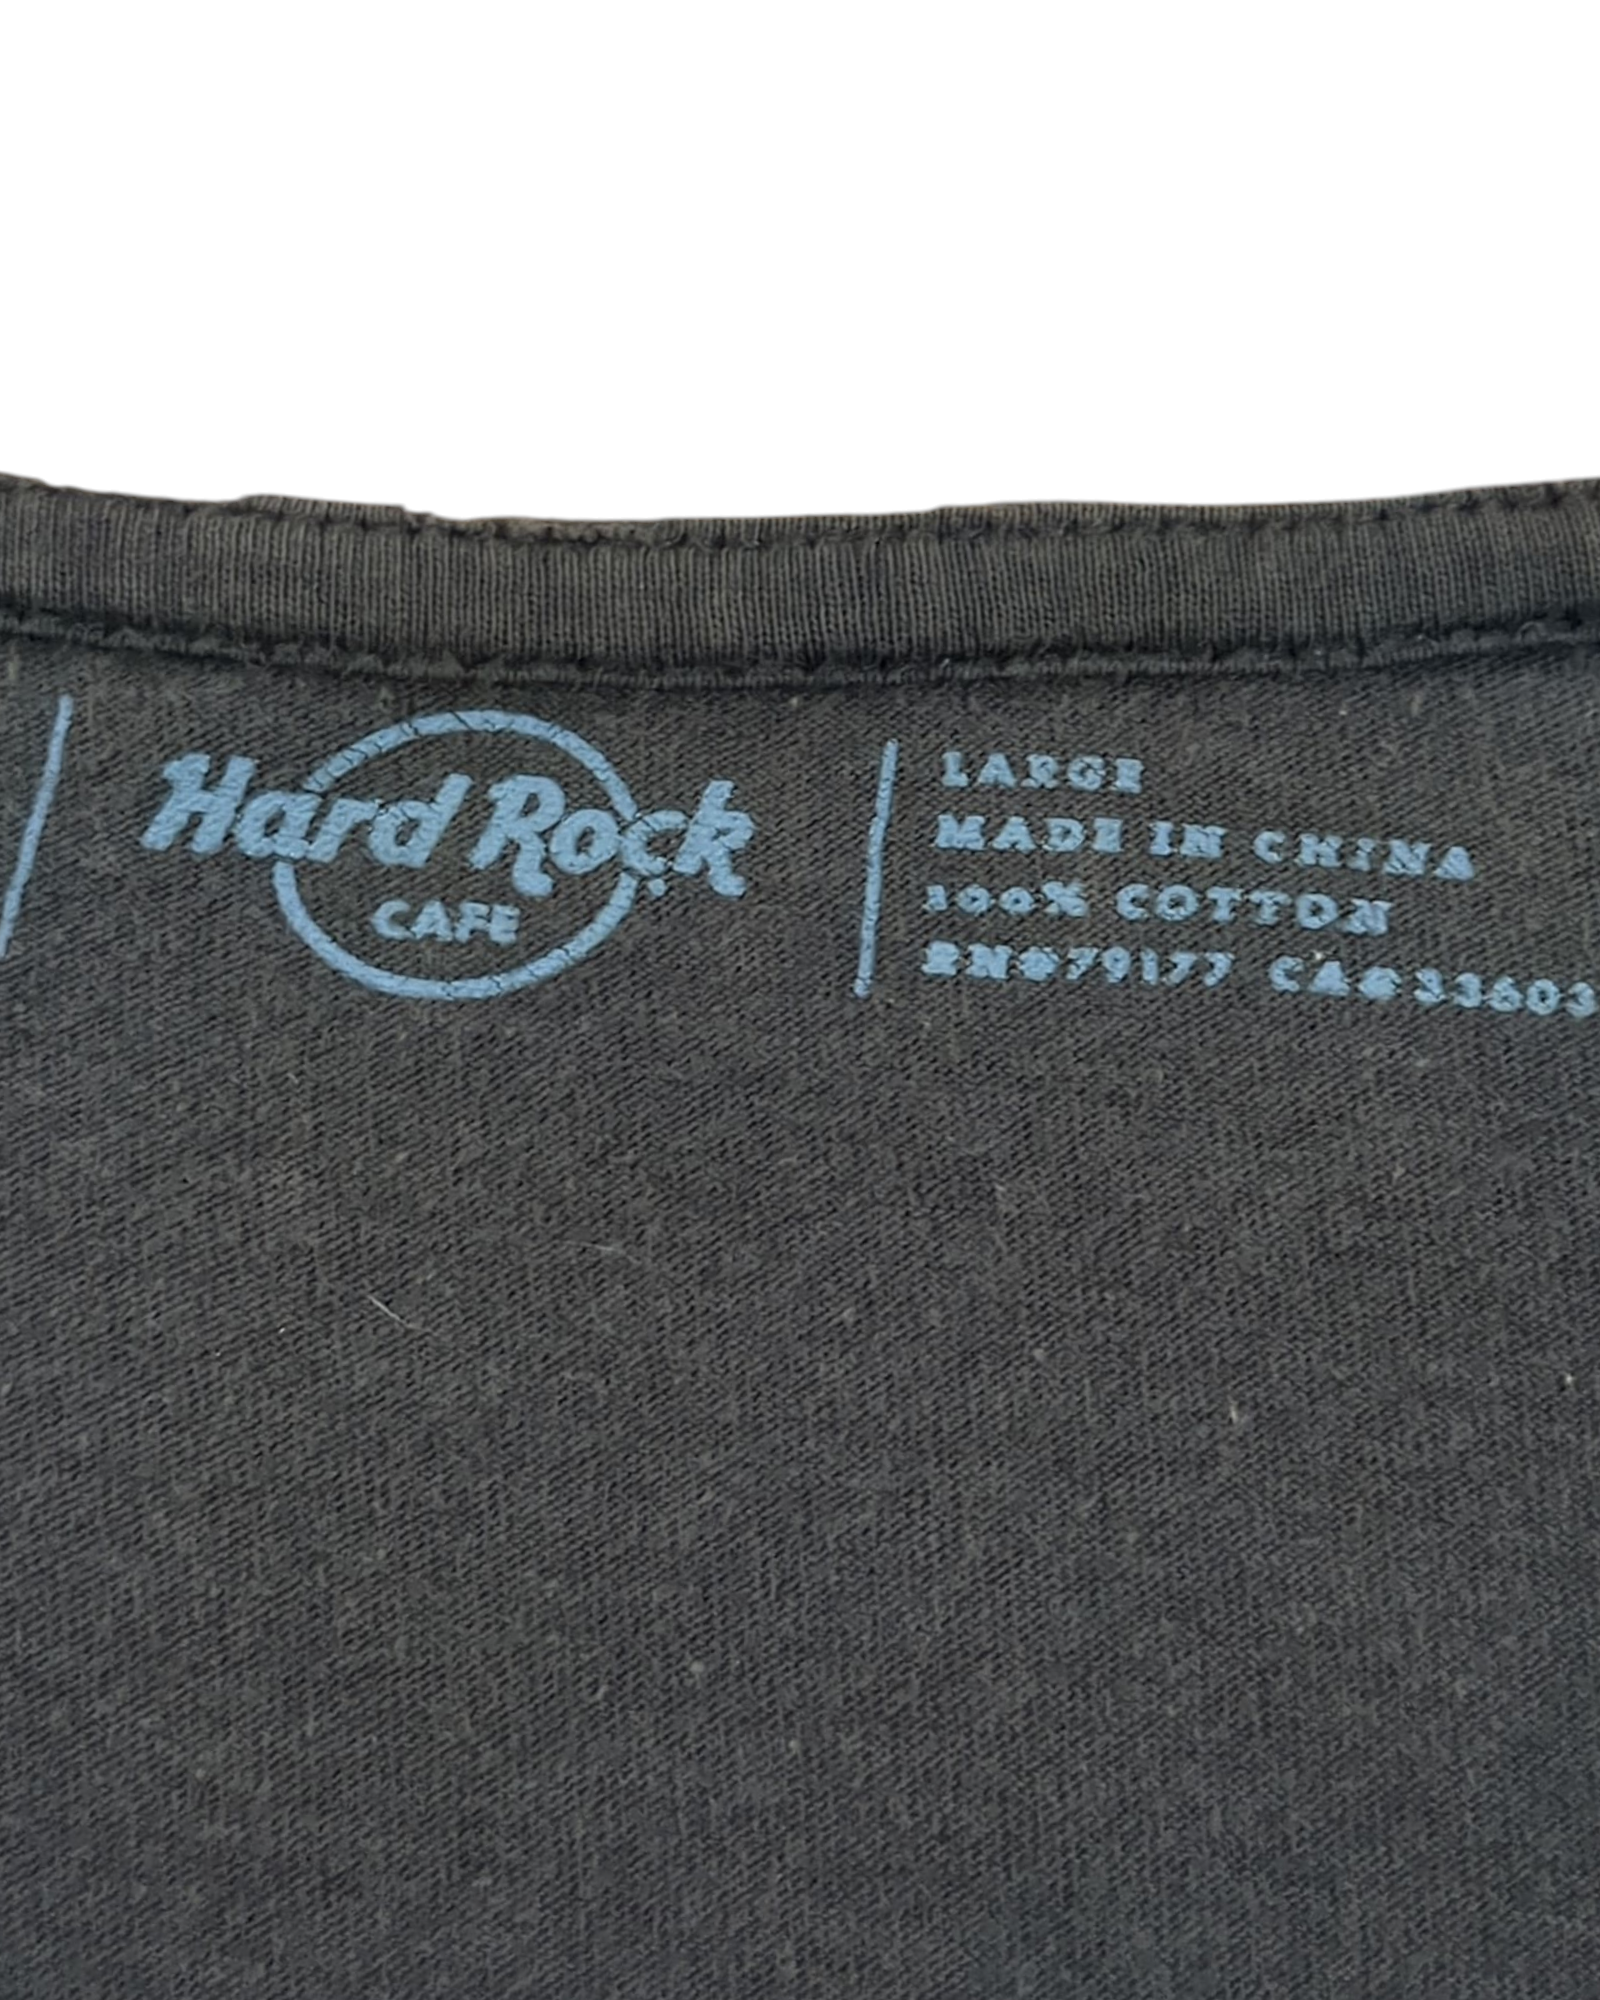 Hard Rock
CAFE
LARGE
MADE IN CHINA
100% COTTON
RN#79177 CA#33603